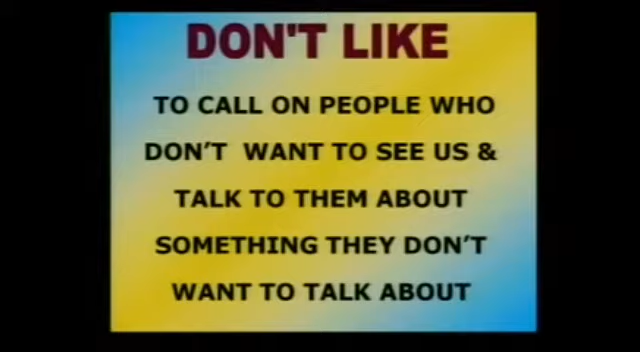 DON'T LIKE
TO CALL ON PEOPLE WHO
DON'T WANT TO SEE US &
TALK TO THEM ABOUT
SOMETHING THEY DON'T
WANT TO TALK ABOUT